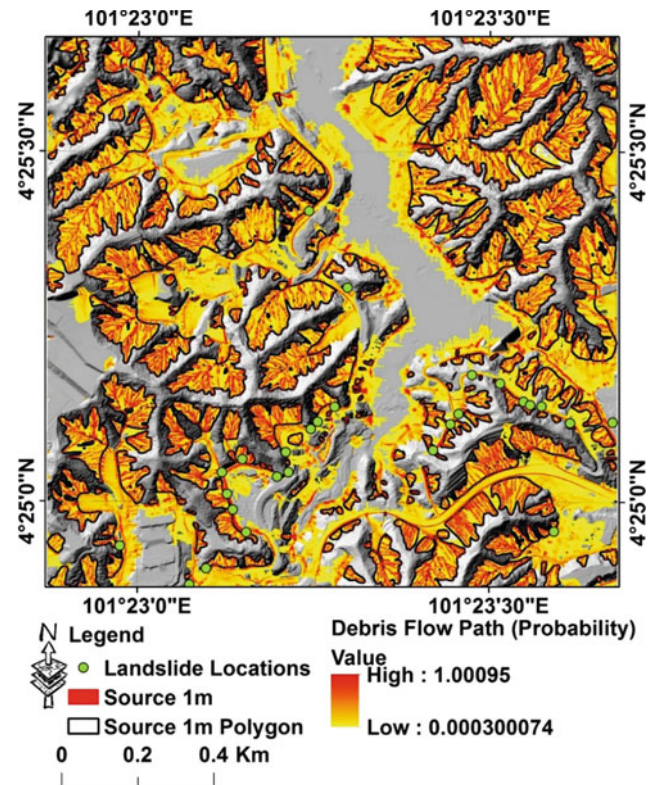 101°23'0"E 101°23'30"E
4°25'30"N 4°25'30"N
4°25'0"N 4°25'0"N
101°23'0"E 101°23'30"E
N Legend
Landslide Locations
Source 1m
Source 1m Polygon
0 0.2 0.4 Km
Debris Flow Path (Probability)
Value
High : 1.00095
Low : 0.000300074